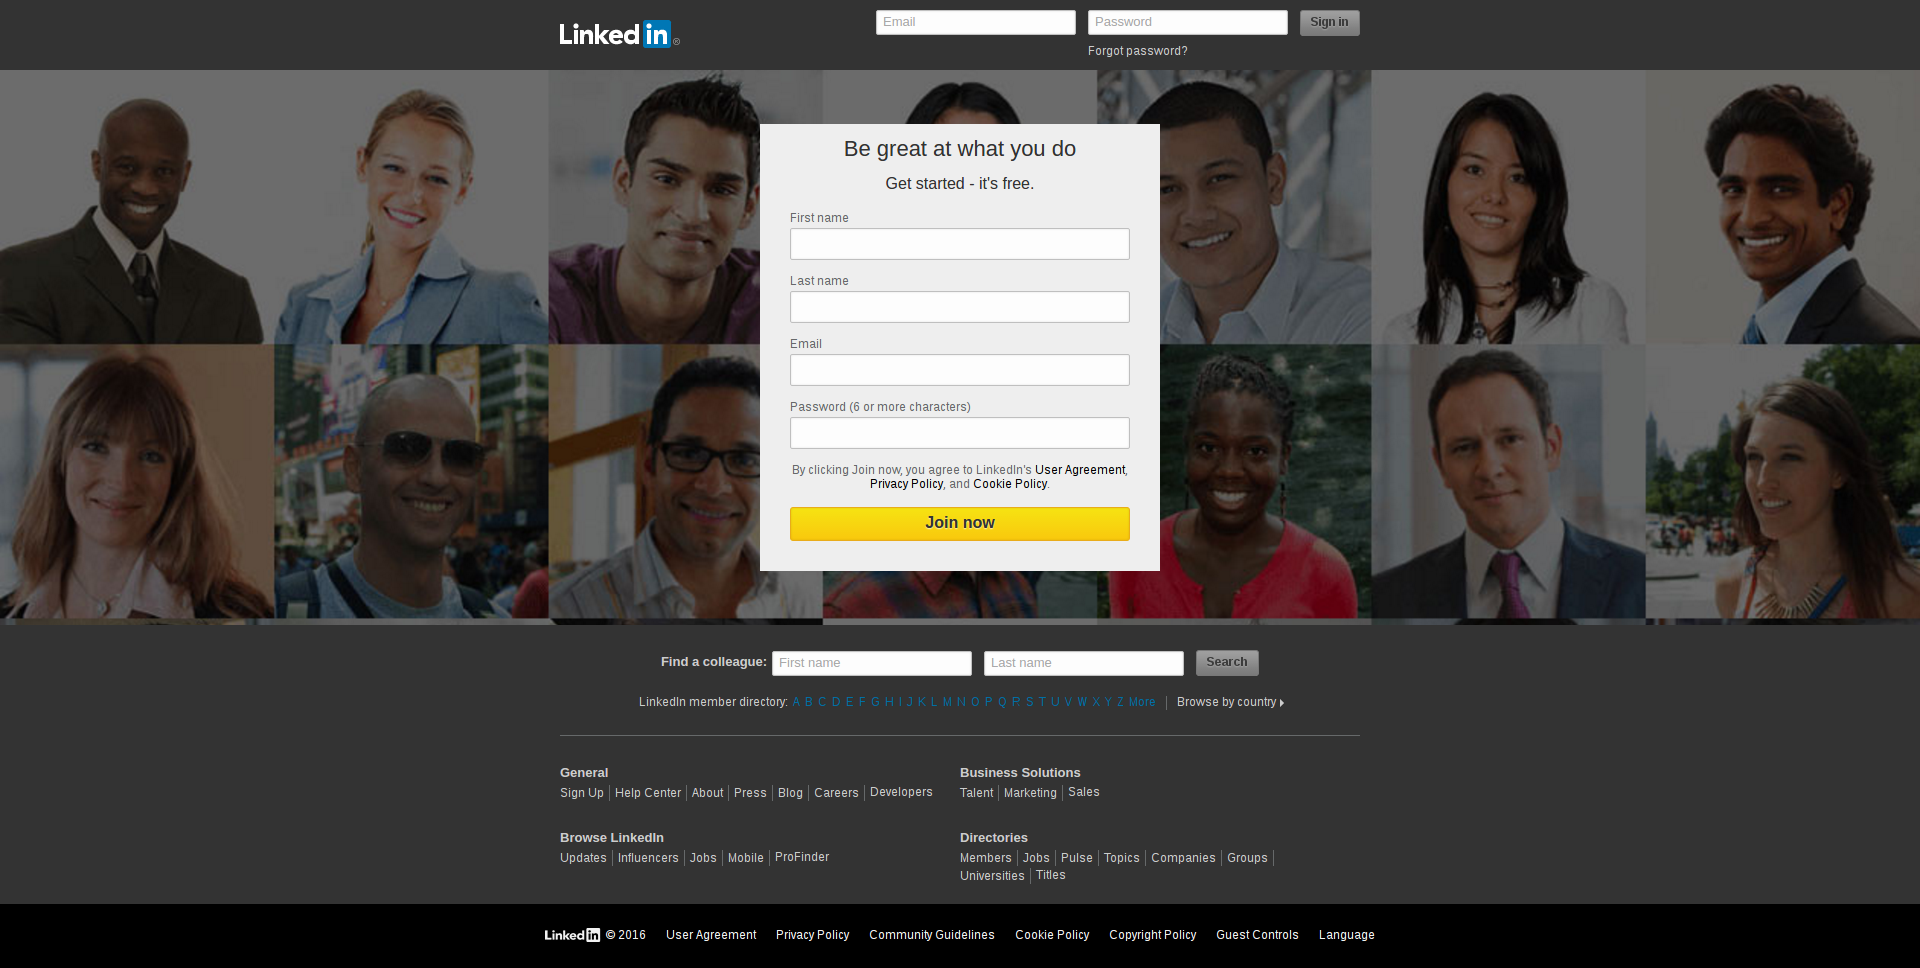 Linked in ®
Email
Password
Sign in
Forgot password?
Be great at what you do
Get started - it's free.
First name
Last name
Email
Password (6 or more characters)
By clicking Join now, you agree to LinkedIn's User Agreement,
Privacy Policy, and Cookie Policy.
Join now
Find a colleague: First name Last name Search
LinkedIn member directory: A B C D E F G H I J K L M N O P Q R S T U V W X Y Z More Browse by country
General
Sign Up Help Center About Press Blog Careers Developers
Business Solutions
Talent Marketing Sales
Browse LinkedIn
Updates Influencers Jobs Mobile ProFinder
Directories
Members Jobs Pulse Topics Companies Groups
Universities Titles
Linked in © 2016 User Agreement Privacy Policy Community Guidelines Cookie Policy Copyright Policy Guest Controls Language